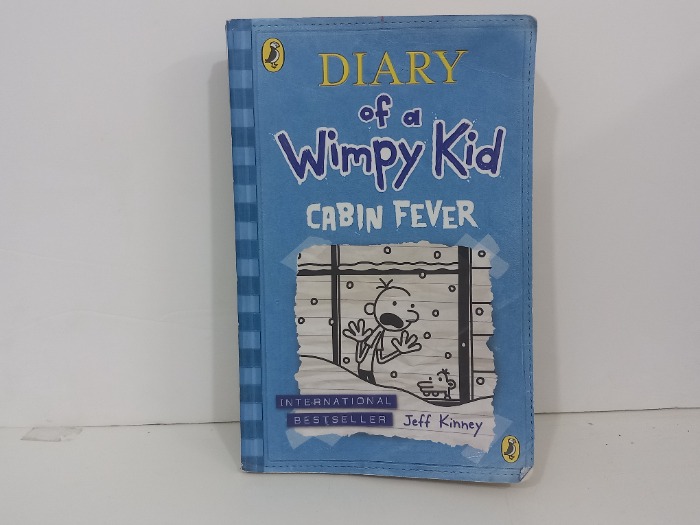 DIARY
of a
Wimpy Kid
CABIN FEVER
INTERNATIONAL
BESTSELLER
Jeff Kinney